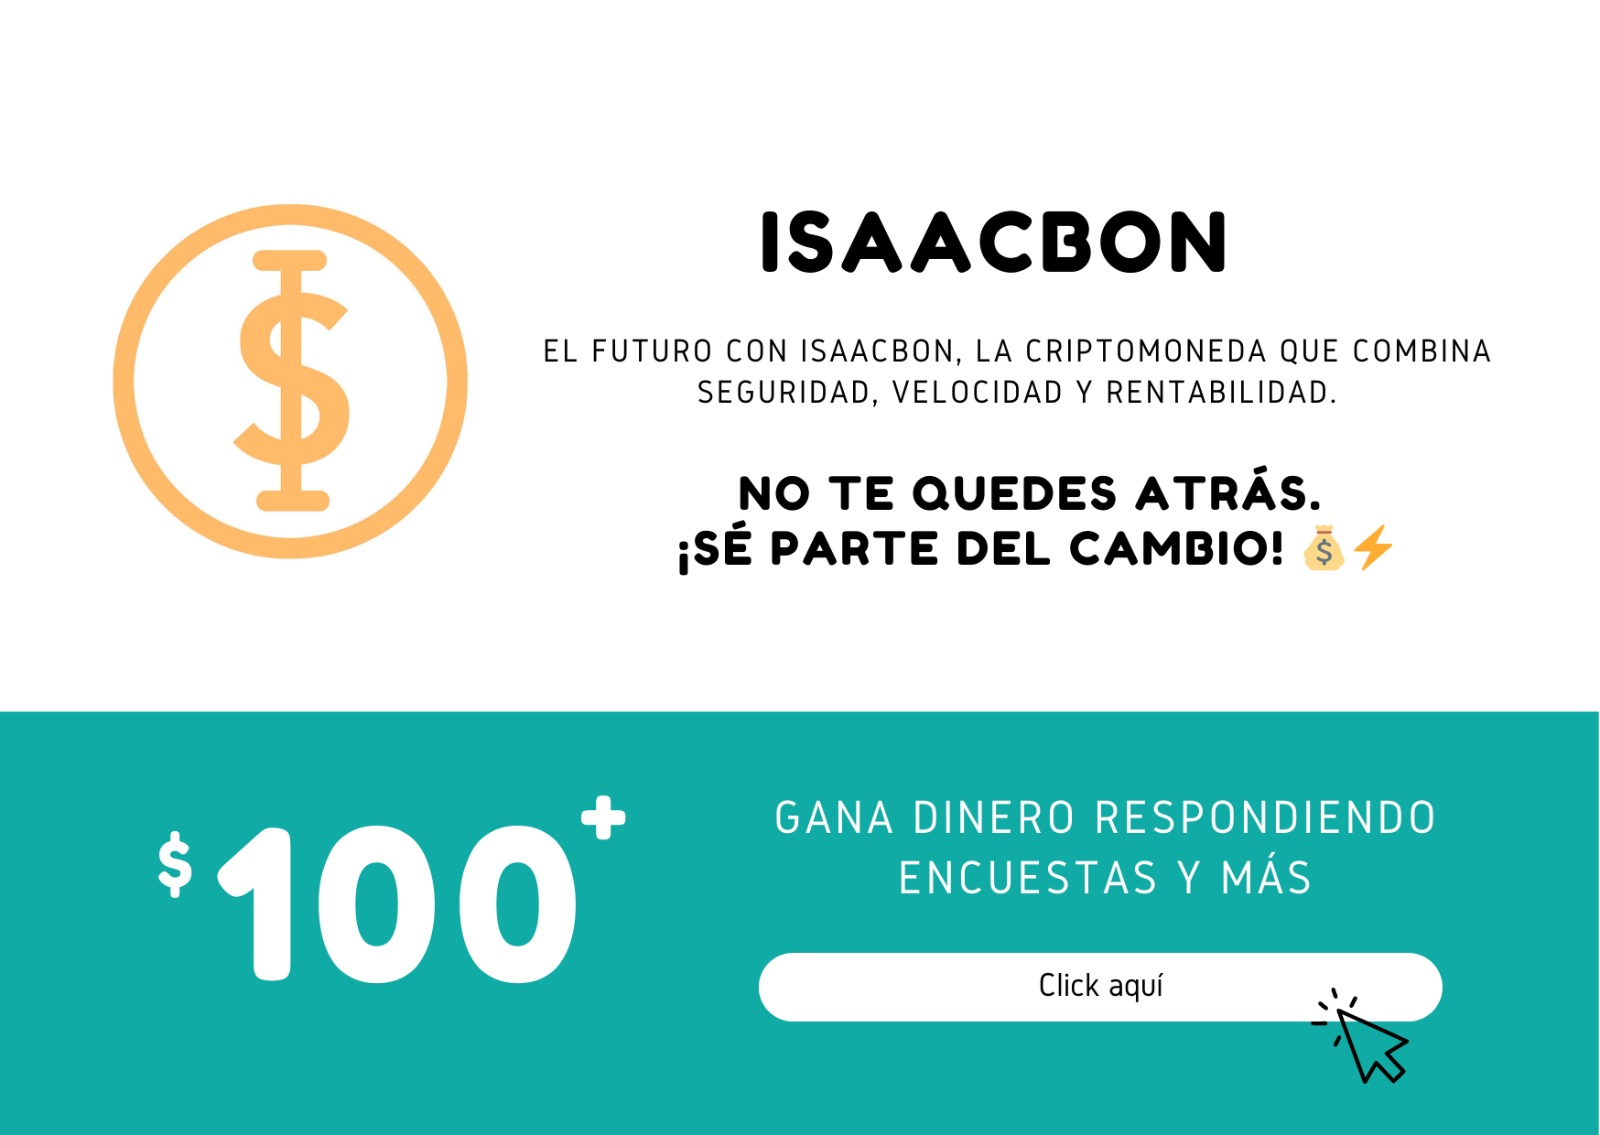 ISAACBON
EL FUTURO CON ISAACBON, LA CRIPTOMONEDA QUE COMBINA
SEGURIDAD, VELOCIDAD Y RENTABILIDAD.
NO TE QUEDES ATRÁS.
¡SÉ PARTE DEL CAMBIO! 💰⚡
$100+
GANA DINERO RESPONDIENDO
ENCUESTAS Y MÁS
Click aquí